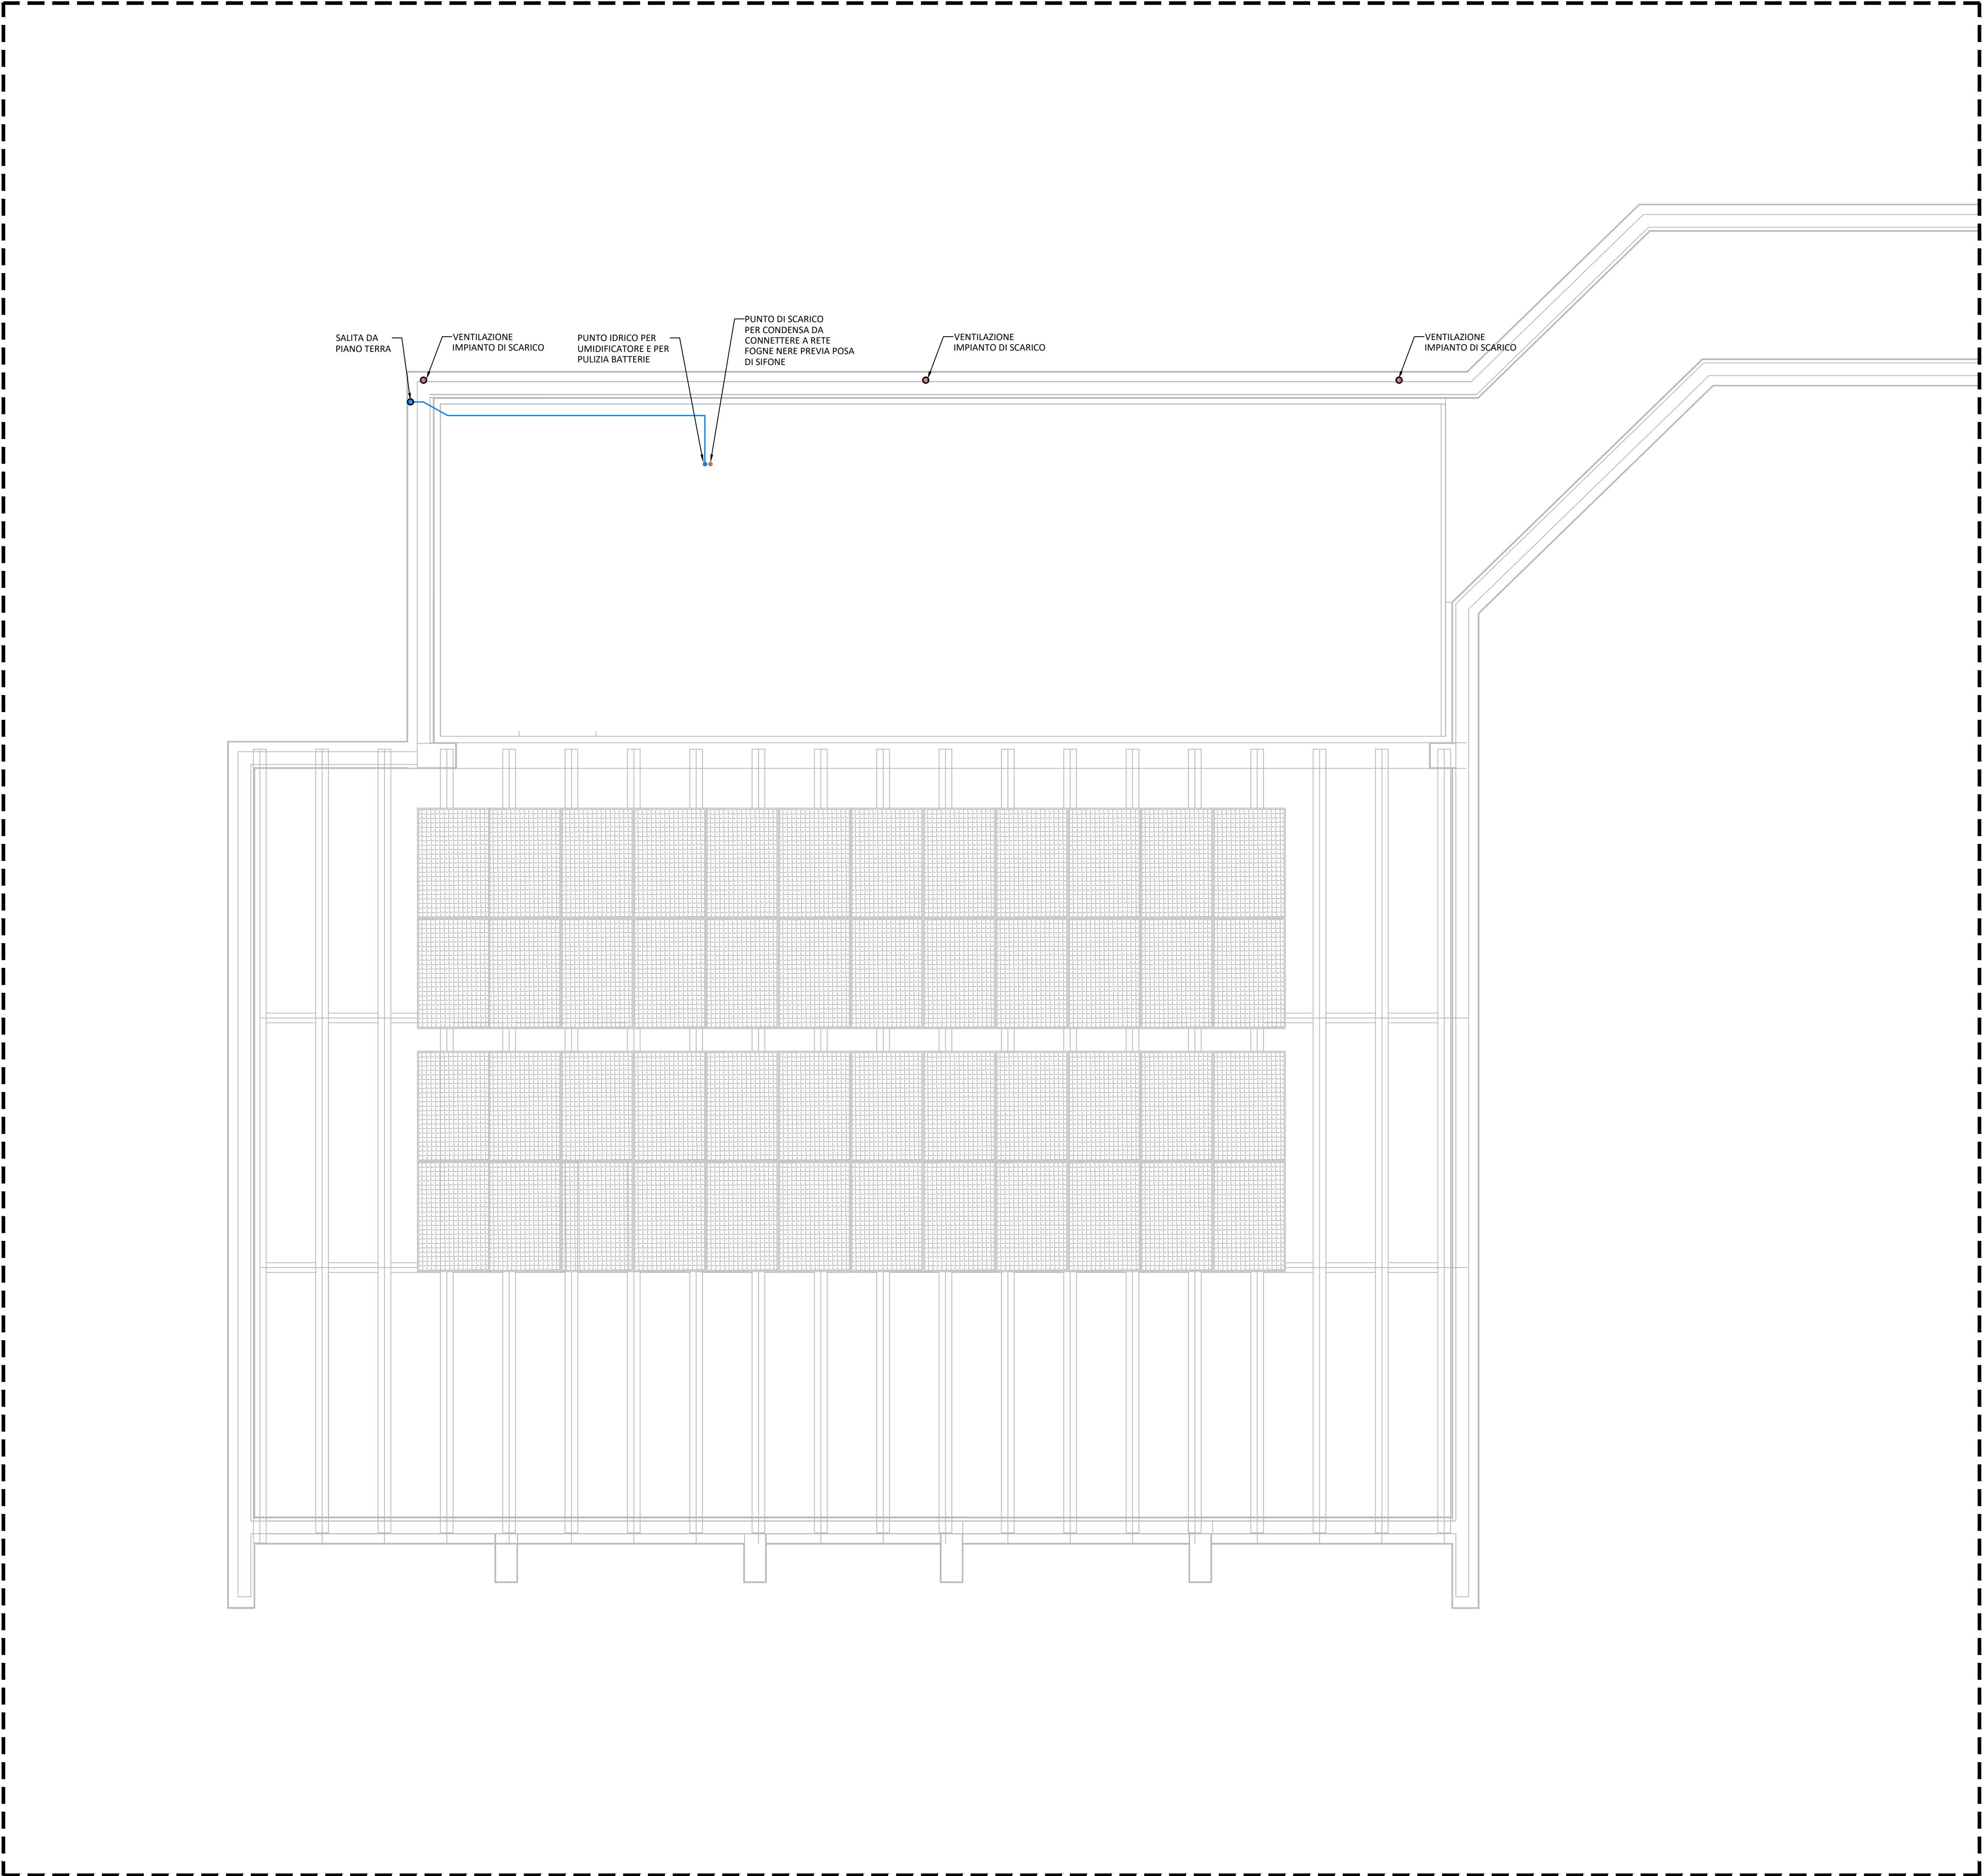 SALITA DA
PIANO TERRA
VENTILAZIONE
IMPIANTO DI SCARICO
PUNTO IDRICO PER
UMIDIFICATORE E PER
PULIZIA BATTERIE
PUNTO DI SCARICO
PER CONDENSA DA
CONNETTERE A RETE
FOGNE NERE PREVIA POSA
DI SIFONE
VENTILAZIONE
IMPIANTO DI SCARICO
VENTILAZIONE
IMPIANTO DI SCARICO